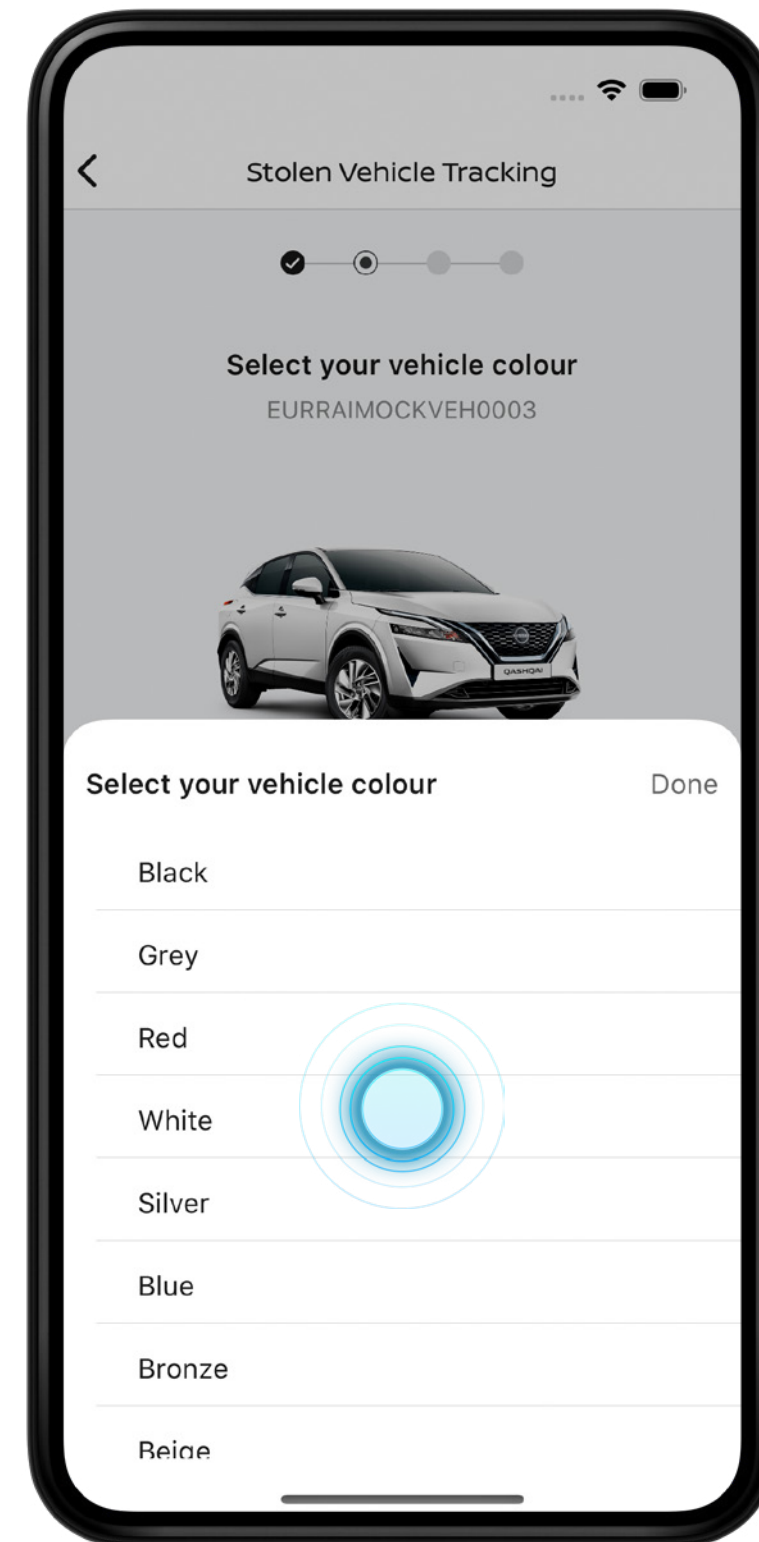 Stolen Vehicle Tracking
Select your vehicle colour
EURRAIMOCKVEH0003
QASHQAI
Select your vehicle colour
Done
Black
Grey
Red
White
Silver
Blue
Bronze
Beige